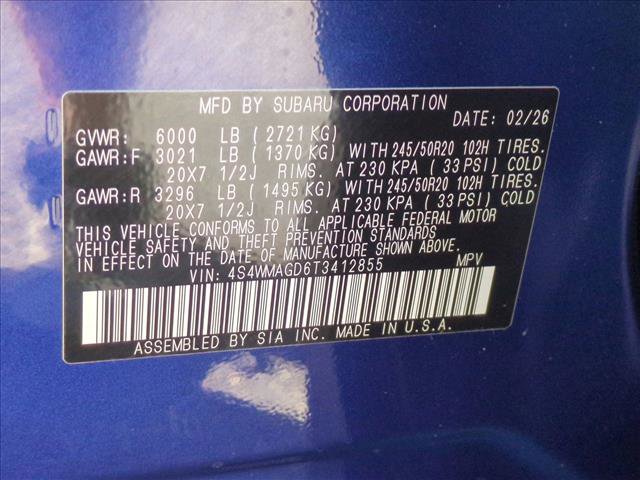 MFD BY SUBARU CORPORATION
DATE: 02/26
GVWR: 6000 LB (2721 KG)
GAWR:F 3021 LB (1370 KG) WITH 245/50R20 102H TIRES.
20X7 1/2J RIMS. AT 230 KPA (33 PSI) COLD
GAWR:R 3296 LB (1495 KG) WITH 245/50R20 102H TIRES.
20X7 1/2J RIMS. AT 230 KPA (33 PSI) COLD
THIS VEHICLE CONFORMS TO ALL APPLICABLE FEDERAL MOTOR
VEHICLE SAFETY AND THEFT PREVENTION STANDARDS
IN EFFECT ON THE DATE OF MANUFACTURE SHOWN ABOVE.
VIN: 4S4WMAGD6T3412855 MPV
ASSEMBLED BY SIA INC. MADE IN U.S.A.